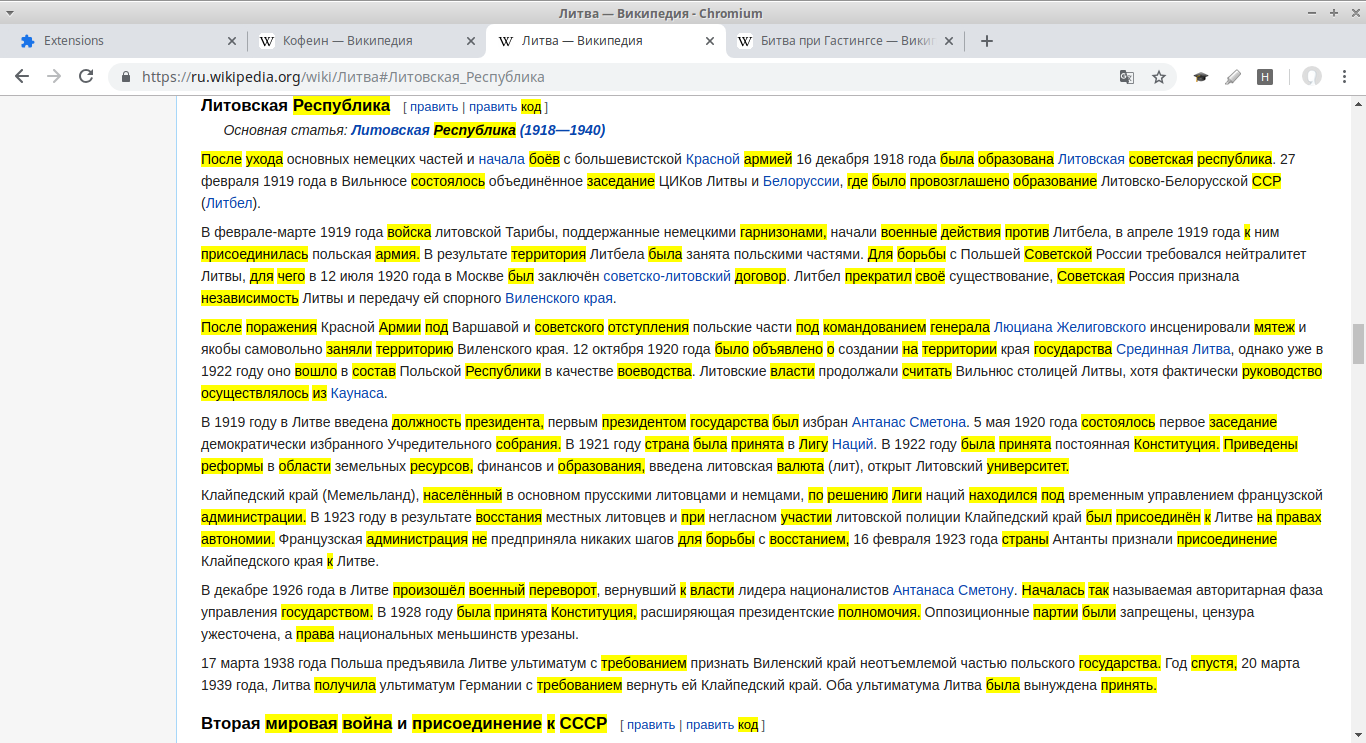 Литва — Википедия - Chromium
Extensions
Кофеин — Википедия
Литва — Википедия
Битва при Гастингсе — Вики
https://ru.wikipedia.org/wiki/Литва#Литовская_Республика
H
Литовская Республика [ править | править код ]
Основная статья: Литовская Республика (1918—1940)
После ухода основных немецких частей и начала боёв с большевистской Красной армией 16 декабря 1918 года была образована Литовская советская республика. 27
февраля 1919 года в Вильнюсе состоялось объединённое заседание ЦИКов Литвы и Белоруссии, где было провозглашено образование Литовско-Белорусской ССР
(Литбел).
В феврале-марте 1919 года войска литовской Тарибы, поддержанные немецкими гарнизонами, начали военные действия против Литбела, в апреле 1919 года к ним
присоединилась польская армия. В результате территория Литбела была занята польскими частями. Для борьбы с Польшей Советской России требовался нейтралитет
Литвы, для чего в 12 июля 1920 года в Москве был заключён советско-литовский договор. Литбел прекратил своё существование, Советская Россия признала
независимость Литвы и передачу ей спорного Виленского края.
После поражения Красной Армии под Варшавой и советского отступления польские части под командованием генерала Люциана Желиговского инсценировали мятеж и
якобы самовольно заняли территорию Виленского края. 12 октября 1920 года было объявлено о создании на территории края государства Срединная Литва, однако уже в
1922 году оно вошло в состав Польской Республики в качестве воеводства. Литовские власти продолжали считать Вильнюс столицей Литвы, хотя фактически руководство
осуществлялось из Каунаса.
В 1919 году в Литве введена должность президента, первым президентом государства был избран Антанас Сметона. 5 мая 1920 года состоялось первое заседание
демократически избранного Учредительного собрания. В 1921 году страна была принята в Лигу Наций. В 1922 году была принята постоянная Конституция. Приведены
реформы в области земельных ресурсов, финансов и образования, введена литовская валюта (лит), открыт Литовский университет.
Клайпедский край (Мемельланд), населённый в основном прусскими литовцами и немцами, по решению Лиги наций находился под временным управлением французской
администрации. В 1923 году в результате восстания местных литовцев и при негласном участии литовской полиции Клайпедский край был присоединён к Литве на правах
автономии. Французская администрация не предприняла никаких шагов для борьбы с восстанием, 16 февраля 1923 года страны Антанты признали присоединение
Клайпедского края к Литве.
В декабре 1926 года в Литве произошёл военный переворот, вернувший к власти лидера националистов Антанаса Сметону. Началась так называемая авторитарная фаза
управления государством. В 1928 году была принята Конституция, расширяющая президентские полномочия. Оппозиционные партии были запрещены, цензура
ужесточена, а права национальных меньшинств урезаны.
17 марта 1938 года Польша предъявила Литве ультиматум с требованием признать Виленский край неотъемлемой частью польского государства. Год спустя, 20 марта
1939 года, Литва получила ультиматум Германии с требованием вернуть ей Клайпедский край. Оба ультиматума Литва была вынуждена принять.
Вторая мировая война и присоединение к СССР [ править | править код ]